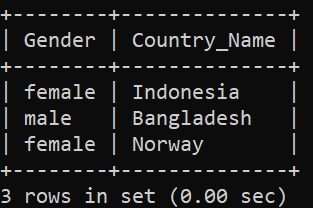 +--------+--------------+
| Gender | Country_Name |
+--------+--------------+
| female | Indonesia    |
| male   | Bangladesh   |
| female | Norway       |
+--------+--------------+
3 rows in set (0.00 sec)